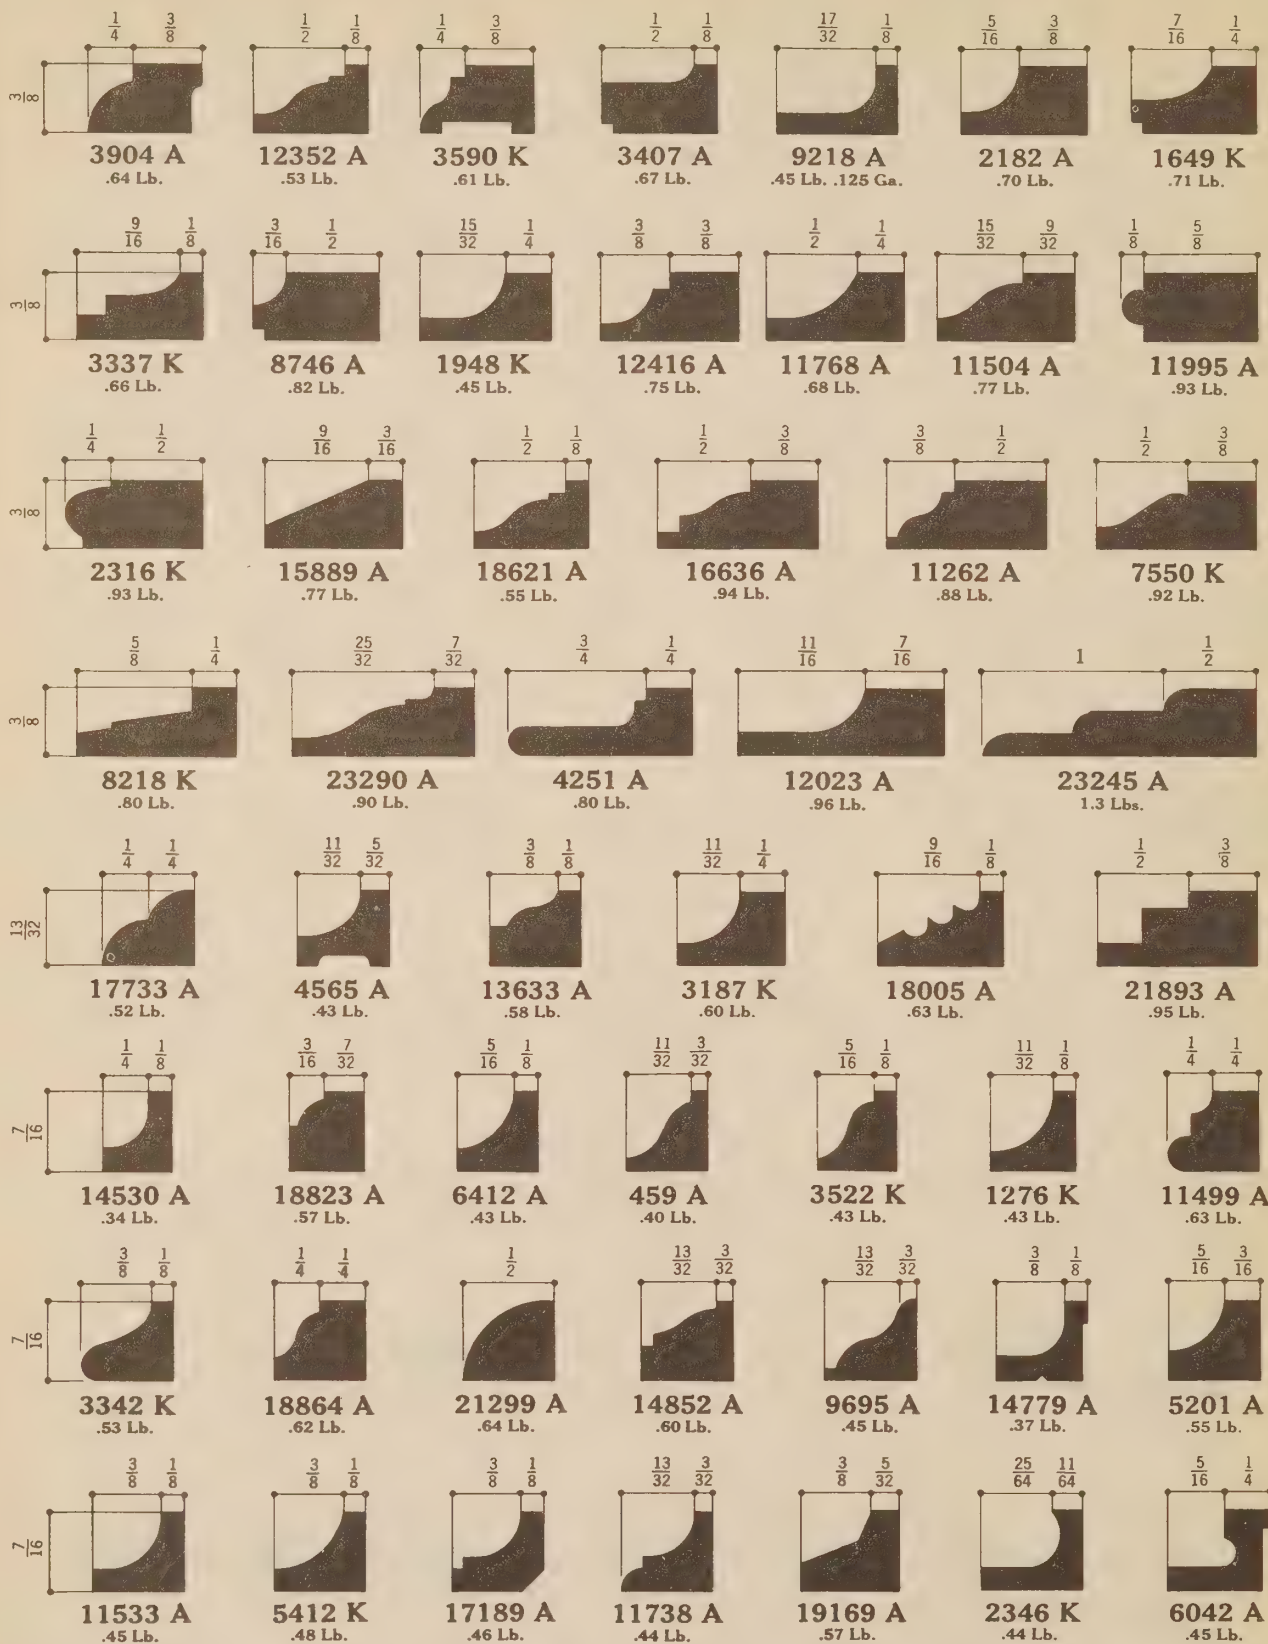 1/4 3/8 1/2 1/8 1/4 3/8 1/2 1/8 17/32 1/8 5/16 3/8 7/16 1/4
3/8
3904 A 12352 A 3590 K 3407 A 9218 A 2182 A 1649 K
.64 Lb. .53 Lb. .61 Lb. .67 Lb. .45 Lb. .125 Ga. .70 Lb. .71 Lb.
9/16 1/8 3/16 1/2 15/32 1/4 3/8 3/8 1/2 1/4 15/32 9/32 1/8 5/8
3/8
3337 K 8746 A 1948 K 12416 A 11768 A 11504 A 11995 A
.66 Lb. .82 Lb. .45 Lb. .75 Lb. .68 Lb. .77 Lb. .93 Lb.
1/4 1/2 9/16 3/16 1/2 1/8 1/2 3/8 3/8 1/2 1/2 3/8
3/8
2316 K 15889 A 18621 A 16636 A 11262 A 7550 K
.93 Lb. .77 Lb. .55 Lb. .94 Lb. .88 Lb. .92 Lb.
5/8 1/4 25/32 7/32 3/4 1/4 11/16 7/16 1 1/2
3/8
8218 K 23290 A 4251 A 12023 A 23245 A
.80 Lb. .90 Lb. .80 Lb. .96 Lb. 1.3 Lbs.
1/4 1/4 11/32 5/32 3/8 1/8 11/32 1/4 9/16 1/8 1/2 3/8
13/32
17733 A 4565 A 13633 A 3187 K 18005 A 21893 A
.52 Lb. .43 Lb. .58 Lb. .60 Lb. .63 Lb. .95 Lb.
1/4 1/8 3/16 7/32 5/16 1/8 11/32 3/32 5/16 1/8 11/32 1/8 1/4 1/4
7/16
14530 A 18823 A 6412 A 459 A 3522 K 1276 K 11499 A
.34 Lb. .57 Lb. .43 Lb. .40 Lb. .43 Lb. .43 Lb. .63 Lb.
3/8 1/8 1/4 1/4 1/2 13/32 3/32 13/32 3/32 3/8 1/8 5/16 3/16
7/16
3342 K 18864 A 21299 A 14852 A 9695 A 14779 A 5201 A
.53 Lb. .62 Lb. .64 Lb. .60 Lb. .45 Lb. .37 Lb. .55 Lb.
3/8 1/8 3/8 1/8 3/8 1/8 13/32 3/32 3/8 5/32 25/64 11/64 5/16 1/4
7/16
11533 A 5412 K 17189 A 11738 A 19169 A 2346 K 6042 A
.45 Lb. .48 Lb. .46 Lb. .44 Lb. .57 Lb. .44 Lb. .45 Lb.